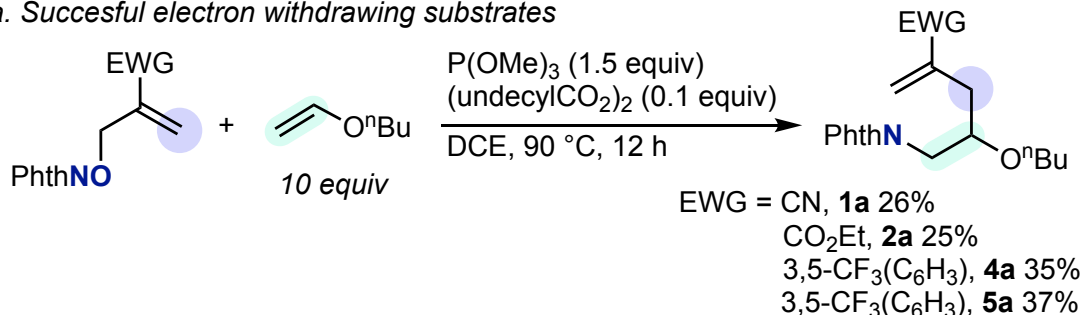 a. Succesful electron withdrawing substrates
EWG
PhthNO
+
OⁿBu
10 equiv
P(OMe)₃ (1.5 equiv)
(undecylCO₂)₂ (0.1 equiv)
DCE, 90 °C, 12 h
EWG
PhthN
OⁿBu
EWG = CN, 1a 26%
CO₂Et, 2a 25%
3,5-CF₃(C₆H₃), 4a 35%
3,5-CF₃(C₆H₃), 5a 37%